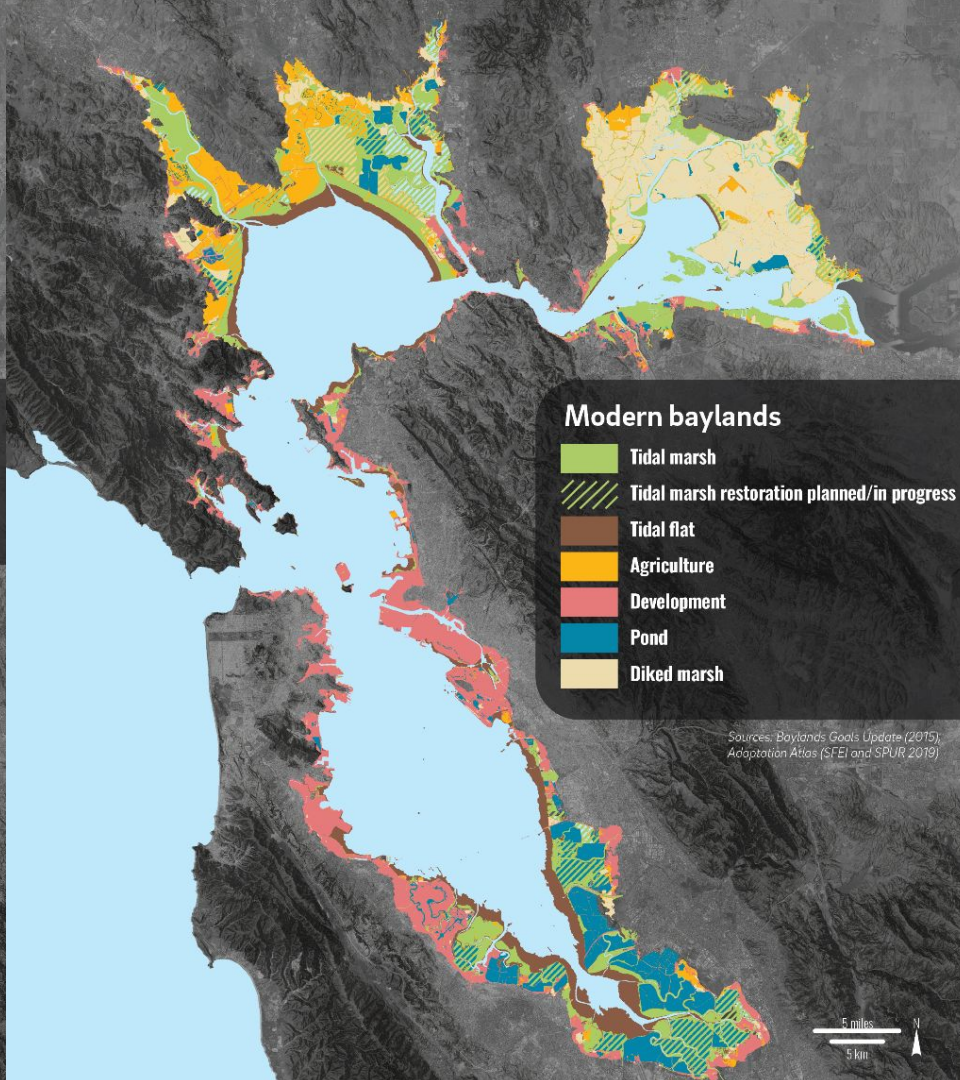 Modern baylands
Tidal marsh
Tidal marsh restoration planned/in progress
Tidal flat
Agriculture
Development
Pond
Diked marsh
Sources: Baylands Goals Update (2015),
Adaptation Atlas (SFEI and SPUR 2019)
5 miles
N
5 km